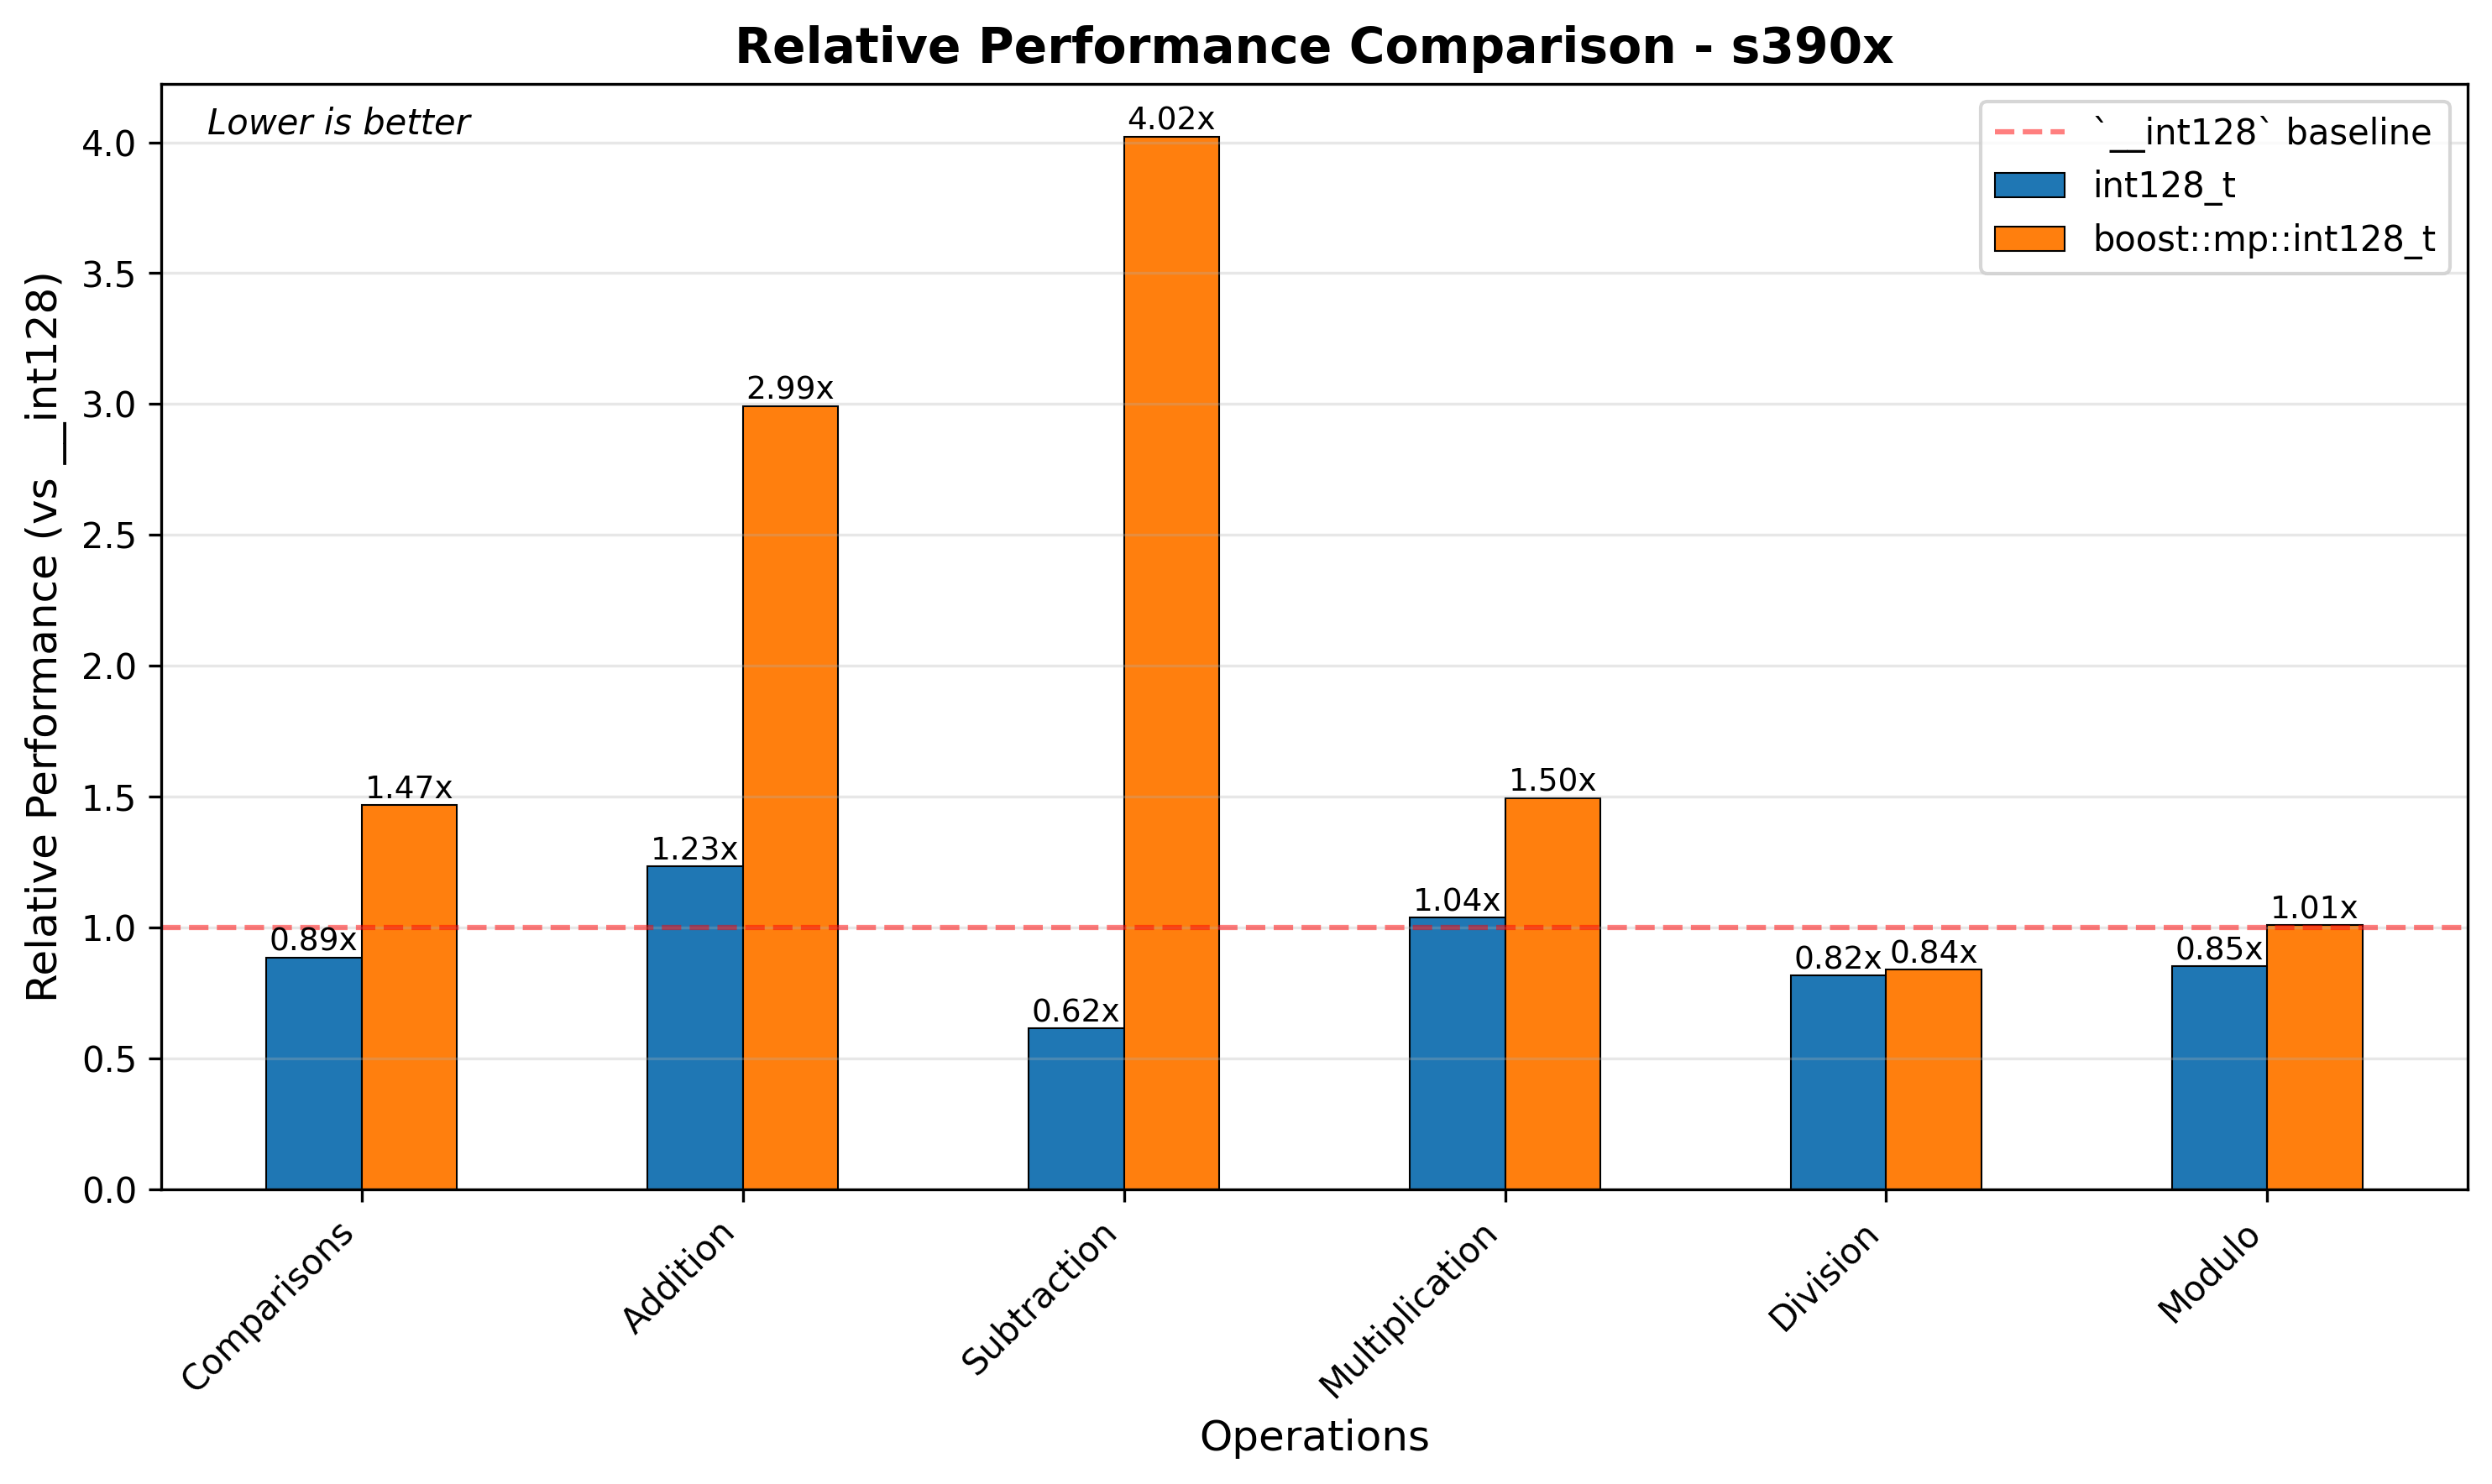 Relative Performance Comparison - s390x
Lower is better
`__int128` baseline
int128_t
boost::mp::int128_t
Relative Performance (vs __int128)
4.0
3.5
3.0
2.5
2.0
1.5
1.0
0.5
0.0
0.89x
1.47x
1.23x
2.99x
0.62x
4.02x
1.04x
1.50x
0.82x
0.84x
0.85x
1.01x
Comparisons
Addition
Subtraction
Multiplication
Division
Modulo
Operations